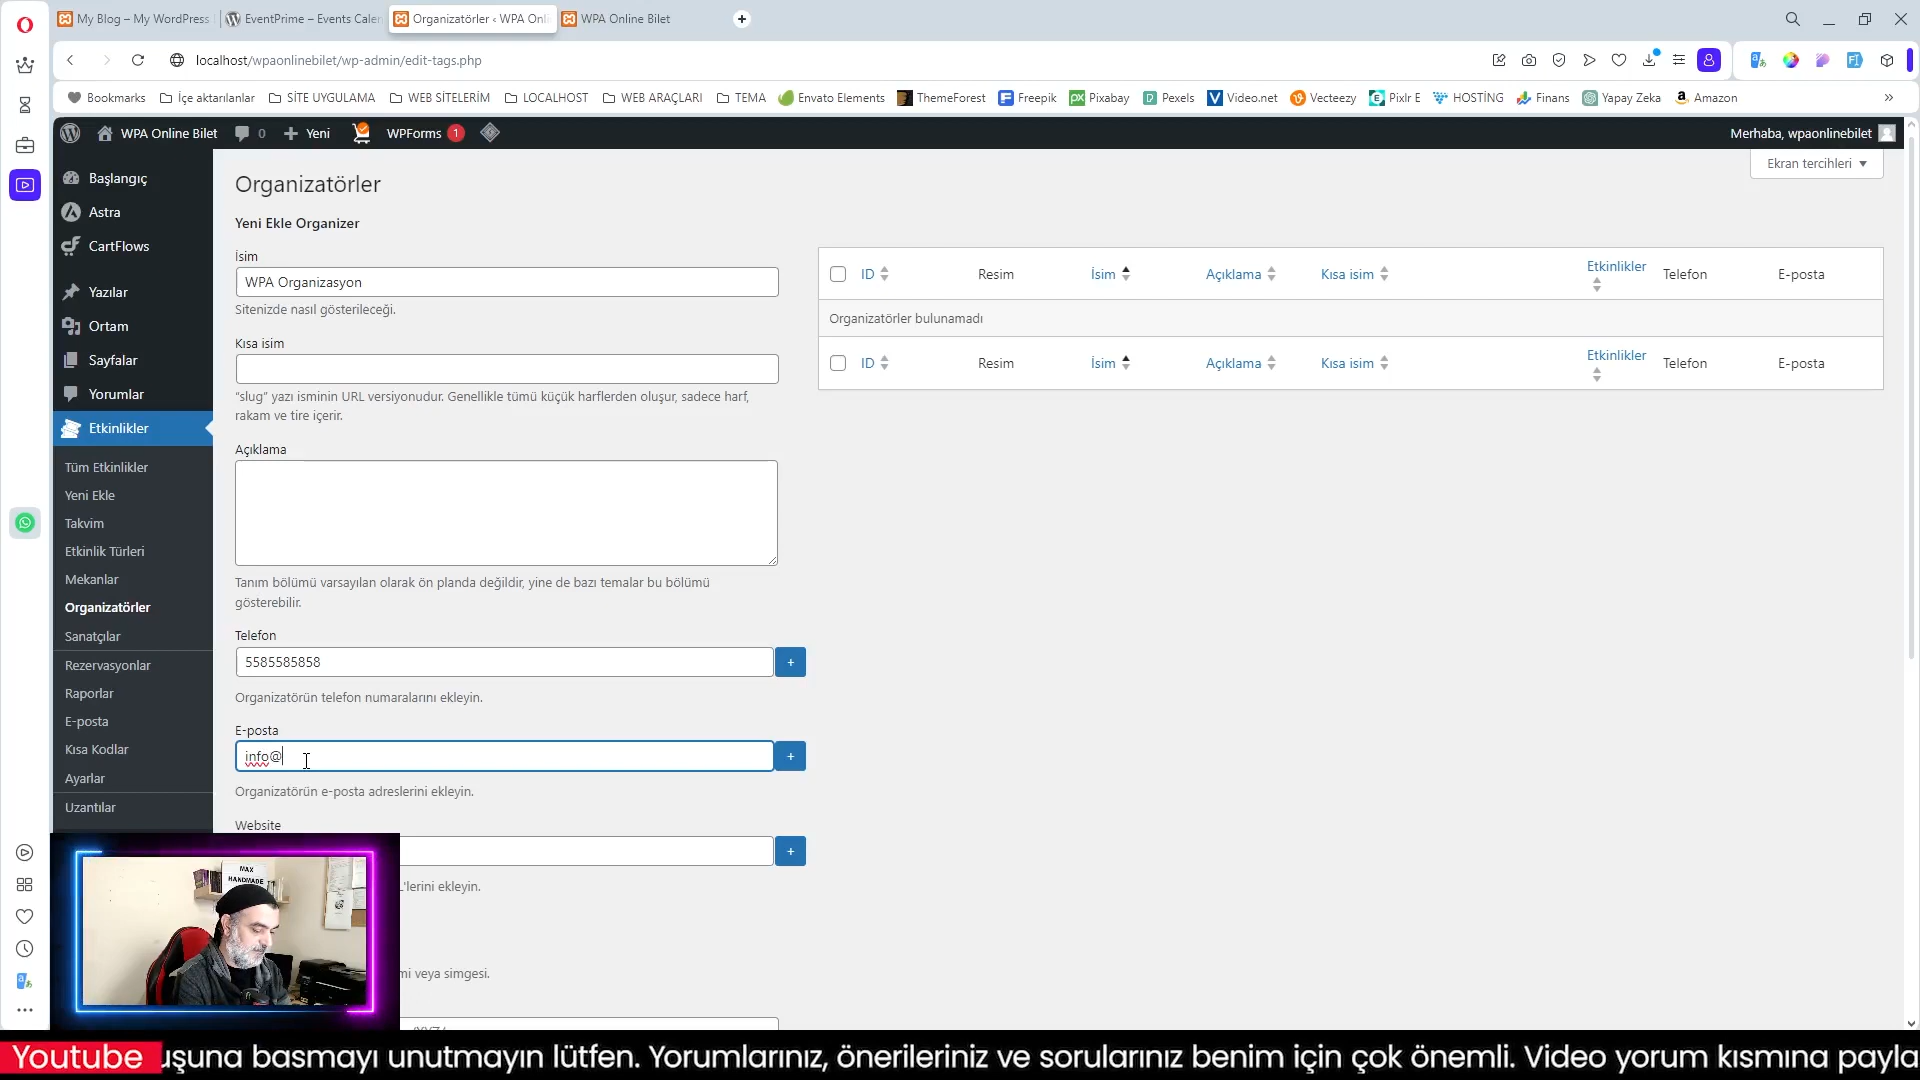 My Blog – My WordPress
EventPrime – Events Calen
Organizatörler ‹ WPA Onli
WPA Online Bilet
localhost/wpaonlinebilet/wp-admin/edit-tags.php
Bookmarks İçe aktarılanlar SİTE UYGULAMA WEB SİTELERİM LOCALHOST WEB ARAÇLARI TEMA Envato Elements ThemeForest Freepik Pixabay Pexels Video.net Vecteezy Pixlr E HOSTİNG Finans Yapay Zeka Amazon
WPA Online Bilet 0 Yeni WPForms 1
Merhaba, wpaonlinebilet
Ekran tercihleri
Başlangıç
Astra
CartFlows
Yazılar
Ortam
Sayfalar
Yorumlar
Etkinlikler
Tüm Etkinlikler
Yeni Ekle
Takvim
Etkinlik Türleri
Mekanlar
Organizatörler
Sanatçılar
Rezervasyonlar
Raporlar
E-posta
Kısa Kodlar
Ayarlar
Uzantılar
Organizatörler
Yeni Ekle Organizer
İsim
WPA Organizasyon
Sitenizde nasıl gösterileceği.
Kısa isim
“slug” yazı isminin URL versiyonudur. Genellikle tümü küçük harflerden oluşur, sadece harf,
rakam ve tire içerir.
Açıklama
Tanım bölümü varsayılan olarak ön planda değildir, yine de bazı temalar bu bölümü
gösterebilir.
Telefon
5585585858
+
Organizatörün telefon numaralarını ekleyin.
E-posta
info@
+
Organizatörün e-posta adreslerini ekleyin.
Website
+
L'lerini ekleyin.
mi veya simgesi.
ID Resim İsim Açıklama Kısa isim Etkinlikler Telefon E-posta
Organizatörler bulunamadı
ID Resim İsim Açıklama Kısa isim Etkinlikler Telefon E-posta
MAX
HANDMADE
Youtube uşuna basmayı unutmayın lütfen. Yorumlarınız, önerileriniz ve sorularınız benim için çok önemli. Video yorum kısmına payla